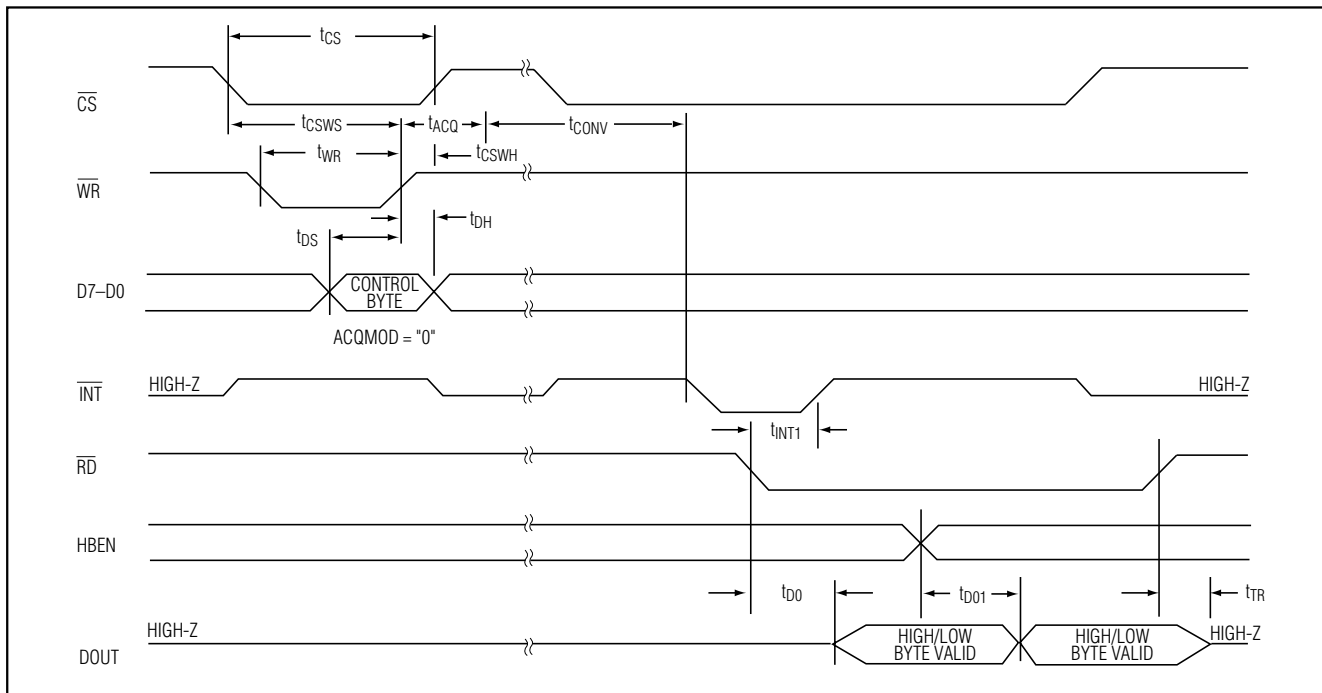 tCS
CS
tCSWS
tACQ
tCONV
tWR
tCSWH
WR
tDH
tDS
D7–D0
CONTROL
BYTE
ACQMOD = "0"
INT
HIGH-Z
HIGH-Z
tINT1
RD
HBEN
tD0
tD01
tTR
HIGH-Z
HIGH/LOW
BYTE VALID
HIGH/LOW
BYTE VALID
HIGH-Z
DOUT